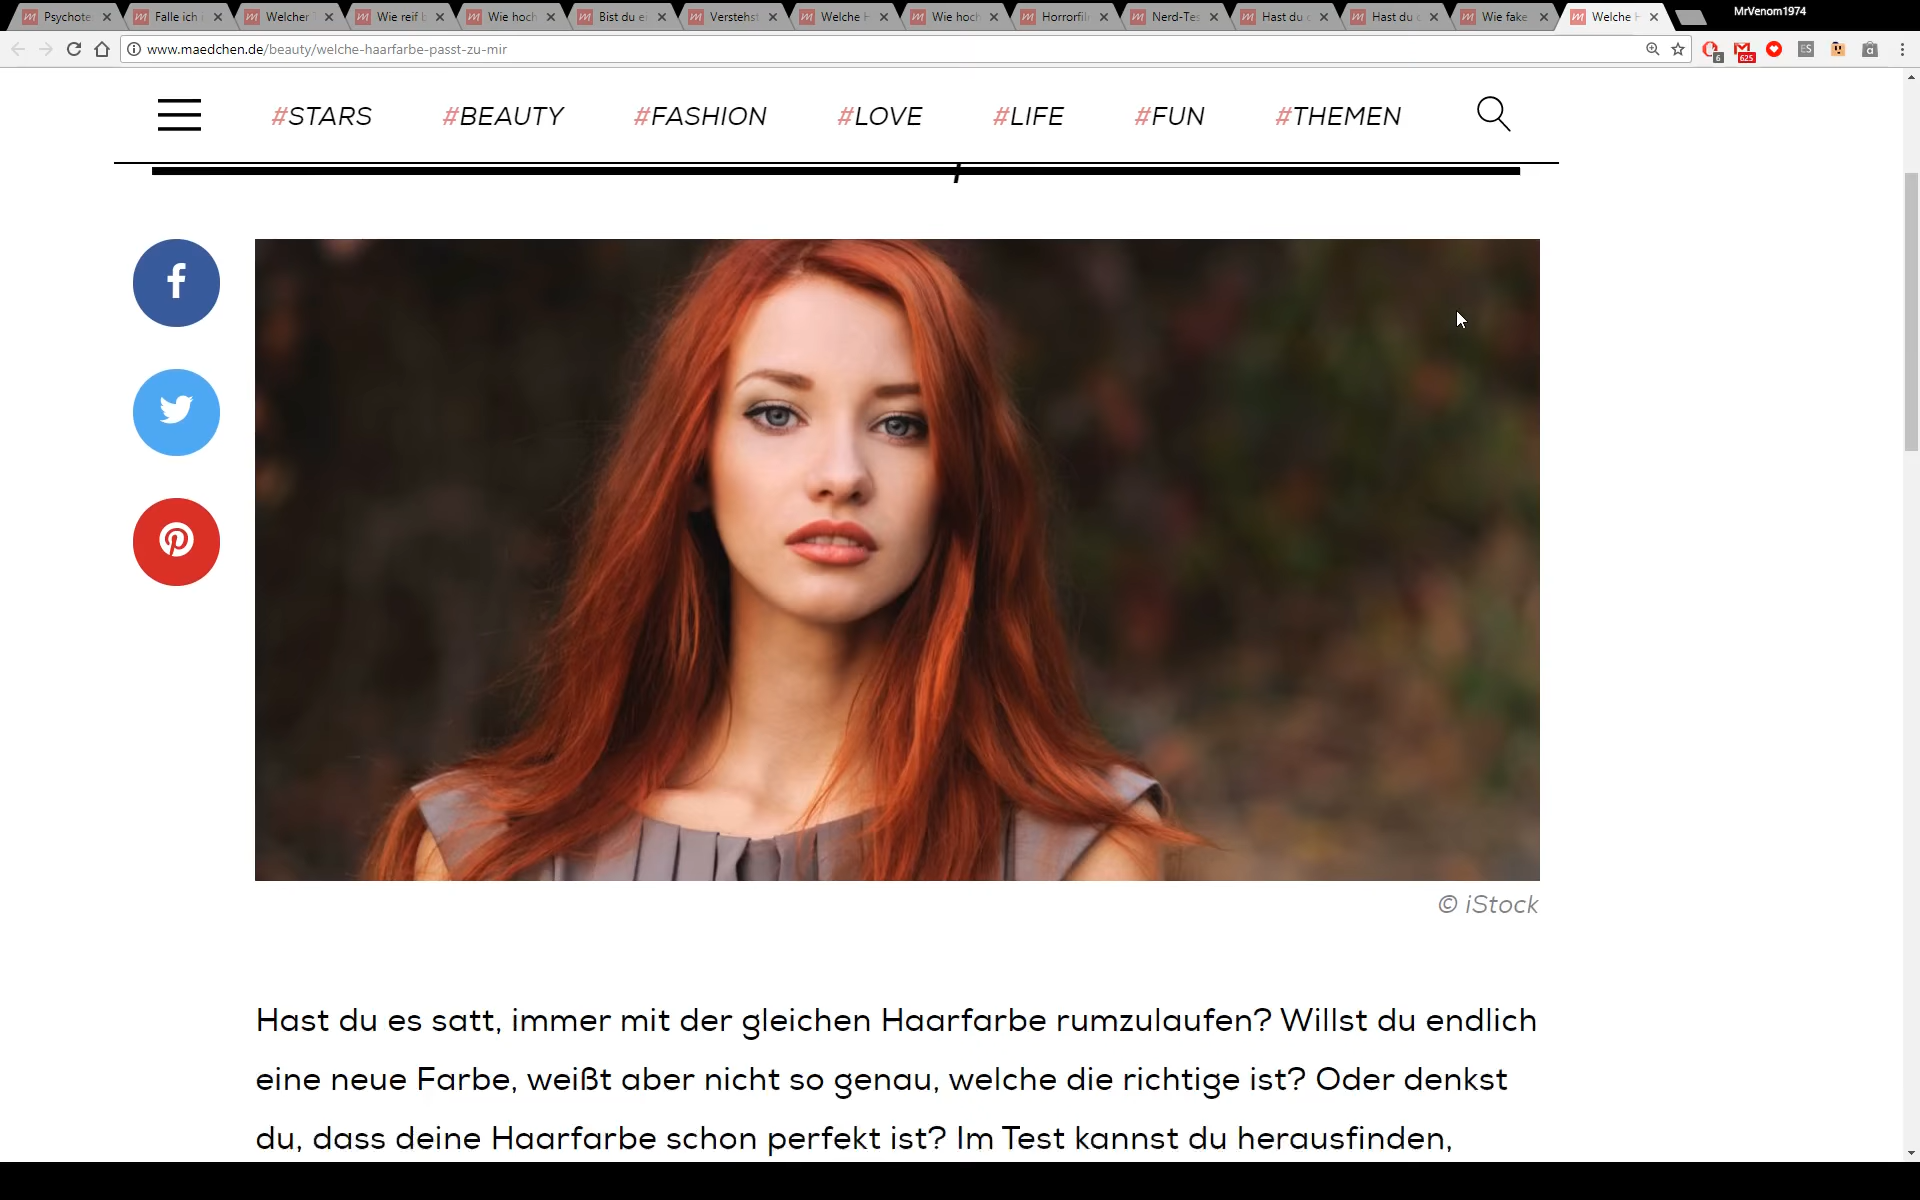 Psychote
Falle ich
Welcher
Wie reif b
Wie hoch
Bist du e
Verstehst
Welche H
Wie hoch
Horrorfil
Nerd-Tes
Hast du
Hast du
Wie fake
Welche H
MrVenom1974
www.maedchen.de/beauty/welche-haarfarbe-passt-zu-mir
6
625
ES
a
#STARS
#BEAUTY
#FASHION
#LOVE
#LIFE
#FUN
#THEMEN
© iStock
Hast du es satt, immer mit der gleichen Haarfarbe rumzulaufen? Willst du endlich
eine neue Farbe, weißt aber nicht so genau, welche die richtige ist? Oder denkst
du, dass deine Haarfarbe schon perfekt ist? Im Test kannst du herausfinden,